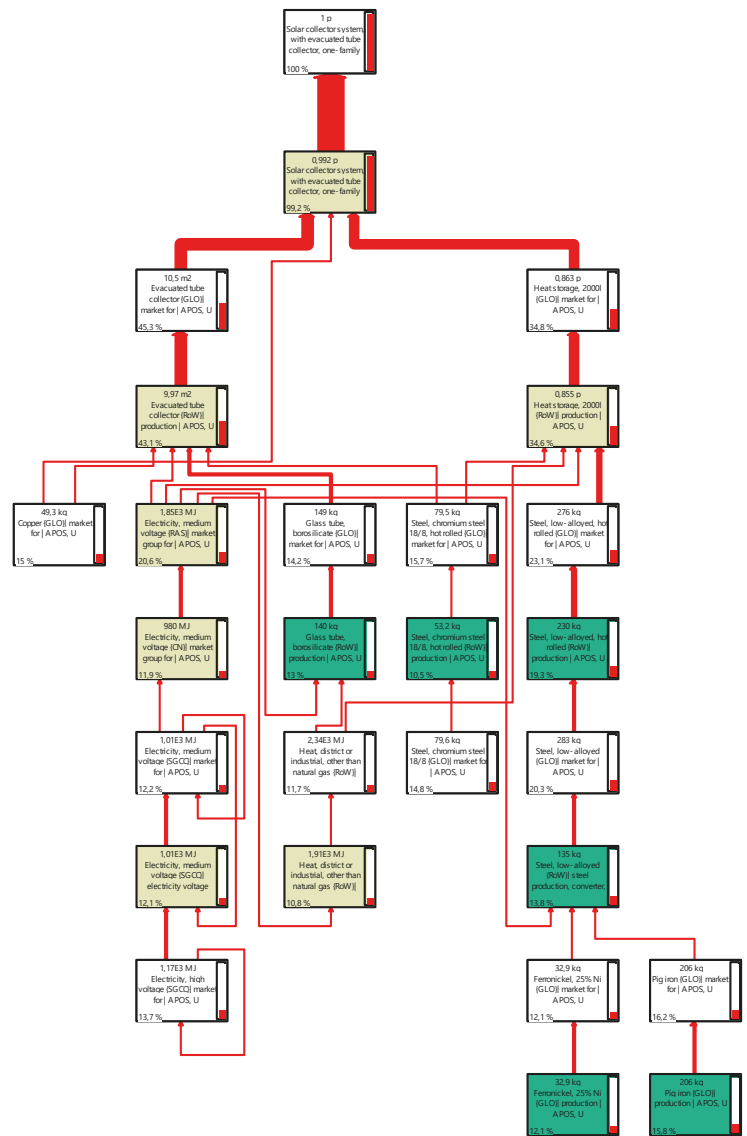 1 p
Solar collector system,
with evacuated tube
collector, one-family
100 %
0,992 p
Solar collector system,
with evacuated tube
collector, one-family
99,2 %
10,5 m2
Evacuated tube
collector {GLO}|
market for | APOS, U
45,3 %
0,863 p
Heat storage, 2000l
{GLO}| market for |
APOS, U
34,8 %
9,97 m2
Evacuated tube
collector {RoW}|
production | APOS, U
43,1 %
0,855 p
Heat storage, 2000l
{RoW}| production |
APOS, U
34,6 %
49,3 kg
Copper {GLO}| market
for | APOS, U
15 %
1,85E3 MJ
Electricity, medium
voltage {RAS}| market
group for | APOS, U
20,6 %
149 kg
Glass tube,
borosilicate {GLO}|
market for | APOS, U
14,2 %
79,5 kg
Steel, chromium steel
18/8, hot rolled {GLO}
market for | APOS, U
15,7 %
276 kg
Steel, low-alloyed, hot
rolled {GLO}| market
for | APOS, U
23,1 %
980 MJ
Electricity, medium
voltage {CN}| market
group for | APOS, U
11,9 %
140 kg
Glass tube,
borosilicate {RoW}|
production | APOS, U
13 %
53,2 kg
Steel, chromium steel
18/8, hot rolled {RoW}
production | APOS, U
10,5 %
230 kg
Steel, low-alloyed, hot
rolled {RoW}|
production | APOS, U
19,3 %
1,01E3 MJ
Electricity, medium
voltage {SGCC}| market
for | APOS, U
12,2 %
2,34E3 MJ
Heat, district or
industrial, other than
natural gas {RoW}|
11,7 %
79,6 kg
Steel, chromium steel
18/8 {GLO}| market for
| APOS, U
14,8 %
283 kg
Steel, low-alloyed
{GLO}| market for |
APOS, U
20,3 %
1,01E3 MJ
Electricity, medium
voltage {SGCC}|
electricity voltage
12,1 %
1,91E3 MJ
Heat, district or
industrial, other than
natural gas {RoW}|
10,8 %
135 kg
Steel, low-alloyed
{RoW}| steel
production, converter,
13,8 %
1,17E3 MJ
Electricity, high
voltage {SGCC}| market
for | APOS, U
13,7 %
32,9 kg
Ferronickel, 25% Ni
{GLO}| market for |
APOS, U
12,1 %
206 kg
Pig iron {GLO}| market
for | APOS, U
16,2 %
32,9 kg
Ferronickel, 25% Ni
{GLO}| production |
APOS, U
12,1 %
206 kg
Pig iron {GLO}|
production | APOS, U
15,8 %